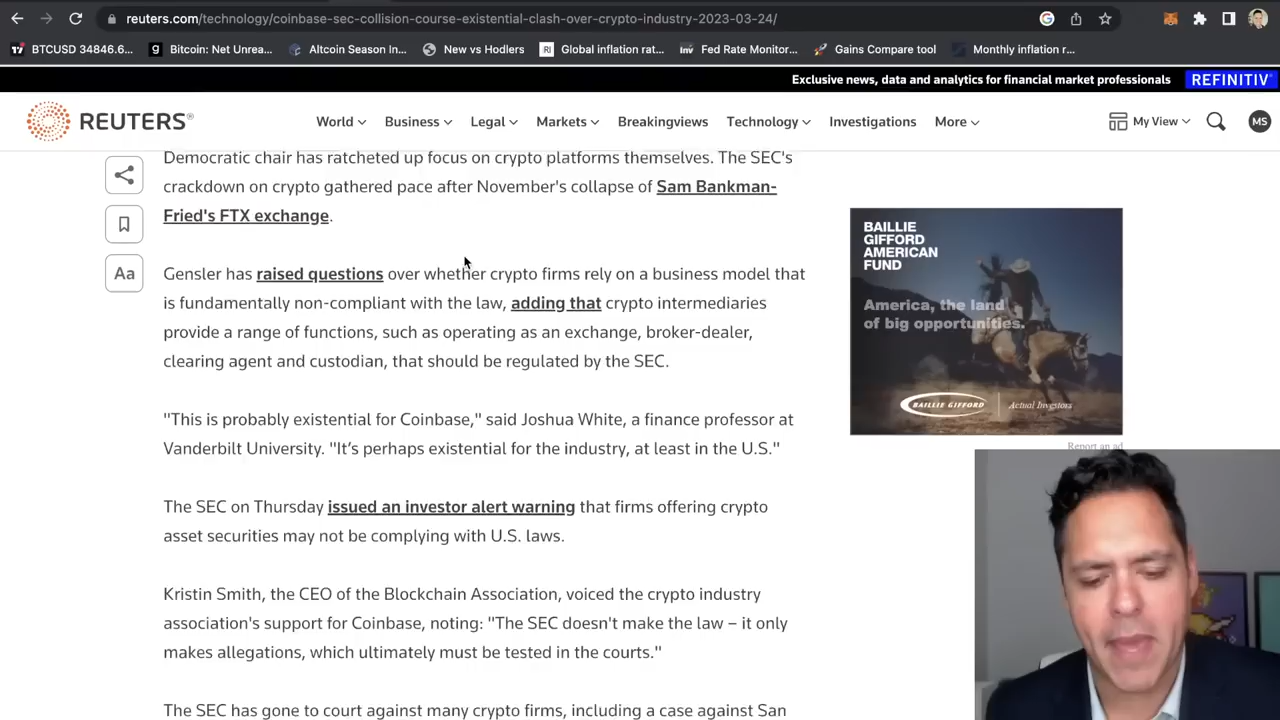 reuters.com/technology/coinbase-sec-collision-course-existential-clash-over-crypto-industry-2023-03-24/
BTCUSD 34846.6... Bitcoin: Net Unrea... Altcoin Season In... New vs Hodlers Global inflation rat... Fed Rate Monitor... Gains Compare tool Monthly inflation r...
Exclusive news, data and analytics for financial market professionals REFINITIV
REUTERS® World Business Legal Markets Breakingviews Technology Investigations More My View MS
Democratic chair has ratcheted up focus on crypto platforms themselves. The SEC's
crackdown on crypto gathered pace after November's collapse of Sam Bankman-
Fried's FTX exchange.
Aa
Gensler has raised questions over whether crypto firms rely on a business model that
is fundamentally non-compliant with the law, adding that crypto intermediaries
provide a range of functions, such as operating as an exchange, broker-dealer,
clearing agent and custodian, that should be regulated by the SEC.
"This is probably existential for Coinbase," said Joshua White, a finance professor at
Vanderbilt University. "It's perhaps existential for the industry, at least in the U.S."
The SEC on Thursday issued an investor alert warning that firms offering crypto
asset securities may not be complying with U.S. laws.
Kristin Smith, the CEO of the Blockchain Association, voiced the crypto industry
association's support for Coinbase, noting: "The SEC doesn't make the law – it only
makes allegations, which ultimately must be tested in the courts."
The SEC has gone to court against many crypto firms, including a case against San
BAILLIE
GIFFORD
AMERICAN
FUND
America, the land
of big opportunities.
BAILLIE GIFFORD Actual Investors
Report an ad